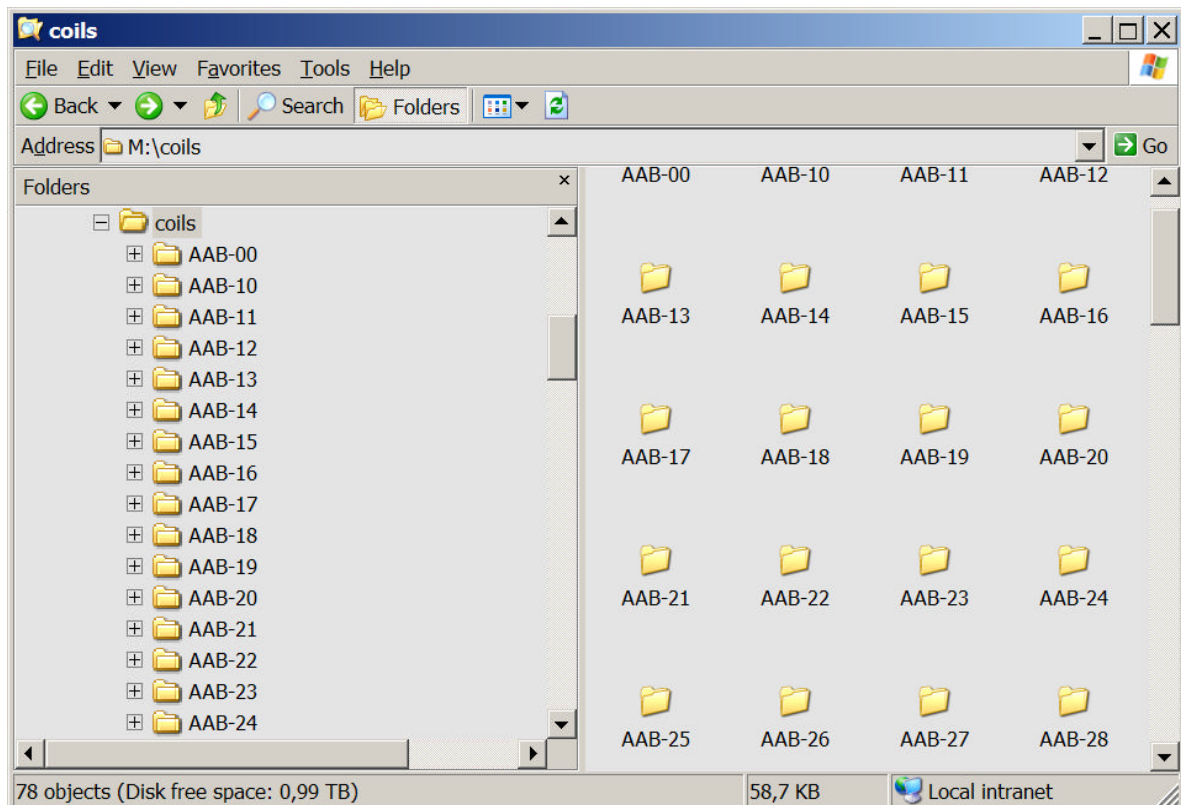 coils
File Edit View Favorites Tools Help
Back Search Folders
Address M:\coils Go
Folders
coils
AAB-00
AAB-10
AAB-11
AAB-12
AAB-13
AAB-14
AAB-15
AAB-16
AAB-17
AAB-18
AAB-19
AAB-20
AAB-21
AAB-22
AAB-23
AAB-24
AAB-00 AAB-10 AAB-11 AAB-12
AAB-13 AAB-14 AAB-15 AAB-16
AAB-17 AAB-18 AAB-19 AAB-20
AAB-21 AAB-22 AAB-23 AAB-24
AAB-25 AAB-26 AAB-27 AAB-28
78 objects (Disk free space: 0,99 TB) 58,7 KB Local intranet